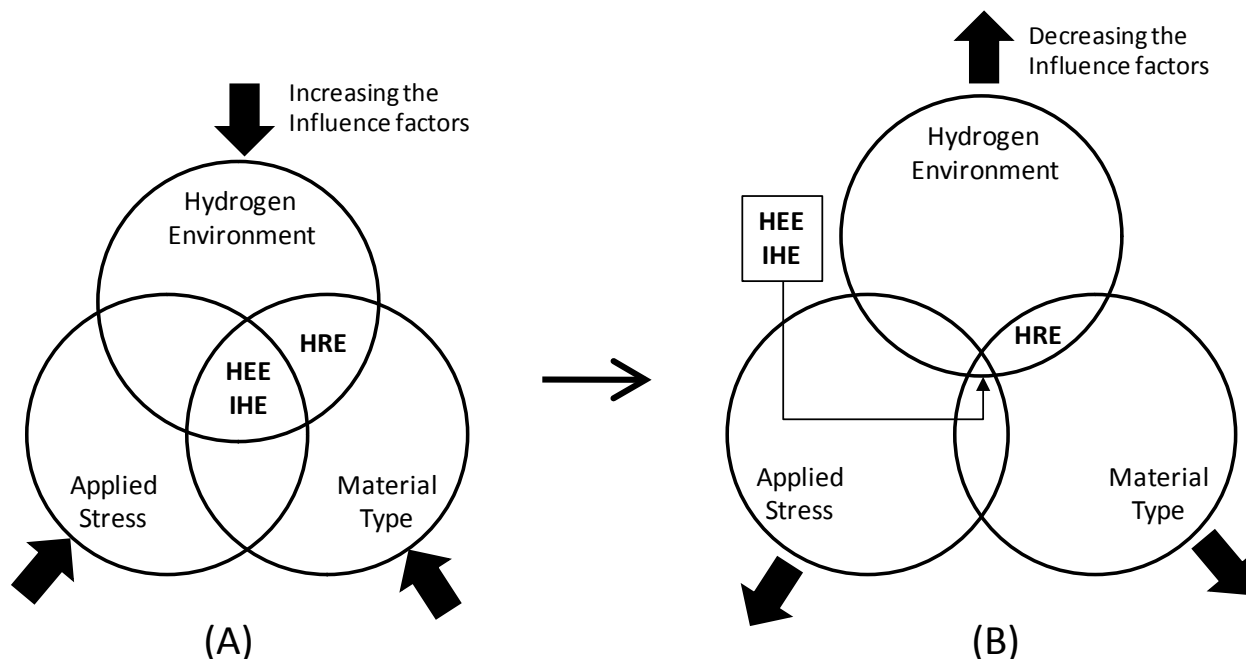 Increasing the
Influence factors
Hydrogen
Environment
HRE
HEE
IHE
Applied
Stress
Material
Type
(A)
Decreasing the
Influence factors
Hydrogen
Environment
HEE
IHE
HRE
Applied
Stress
Material
Type
(B)